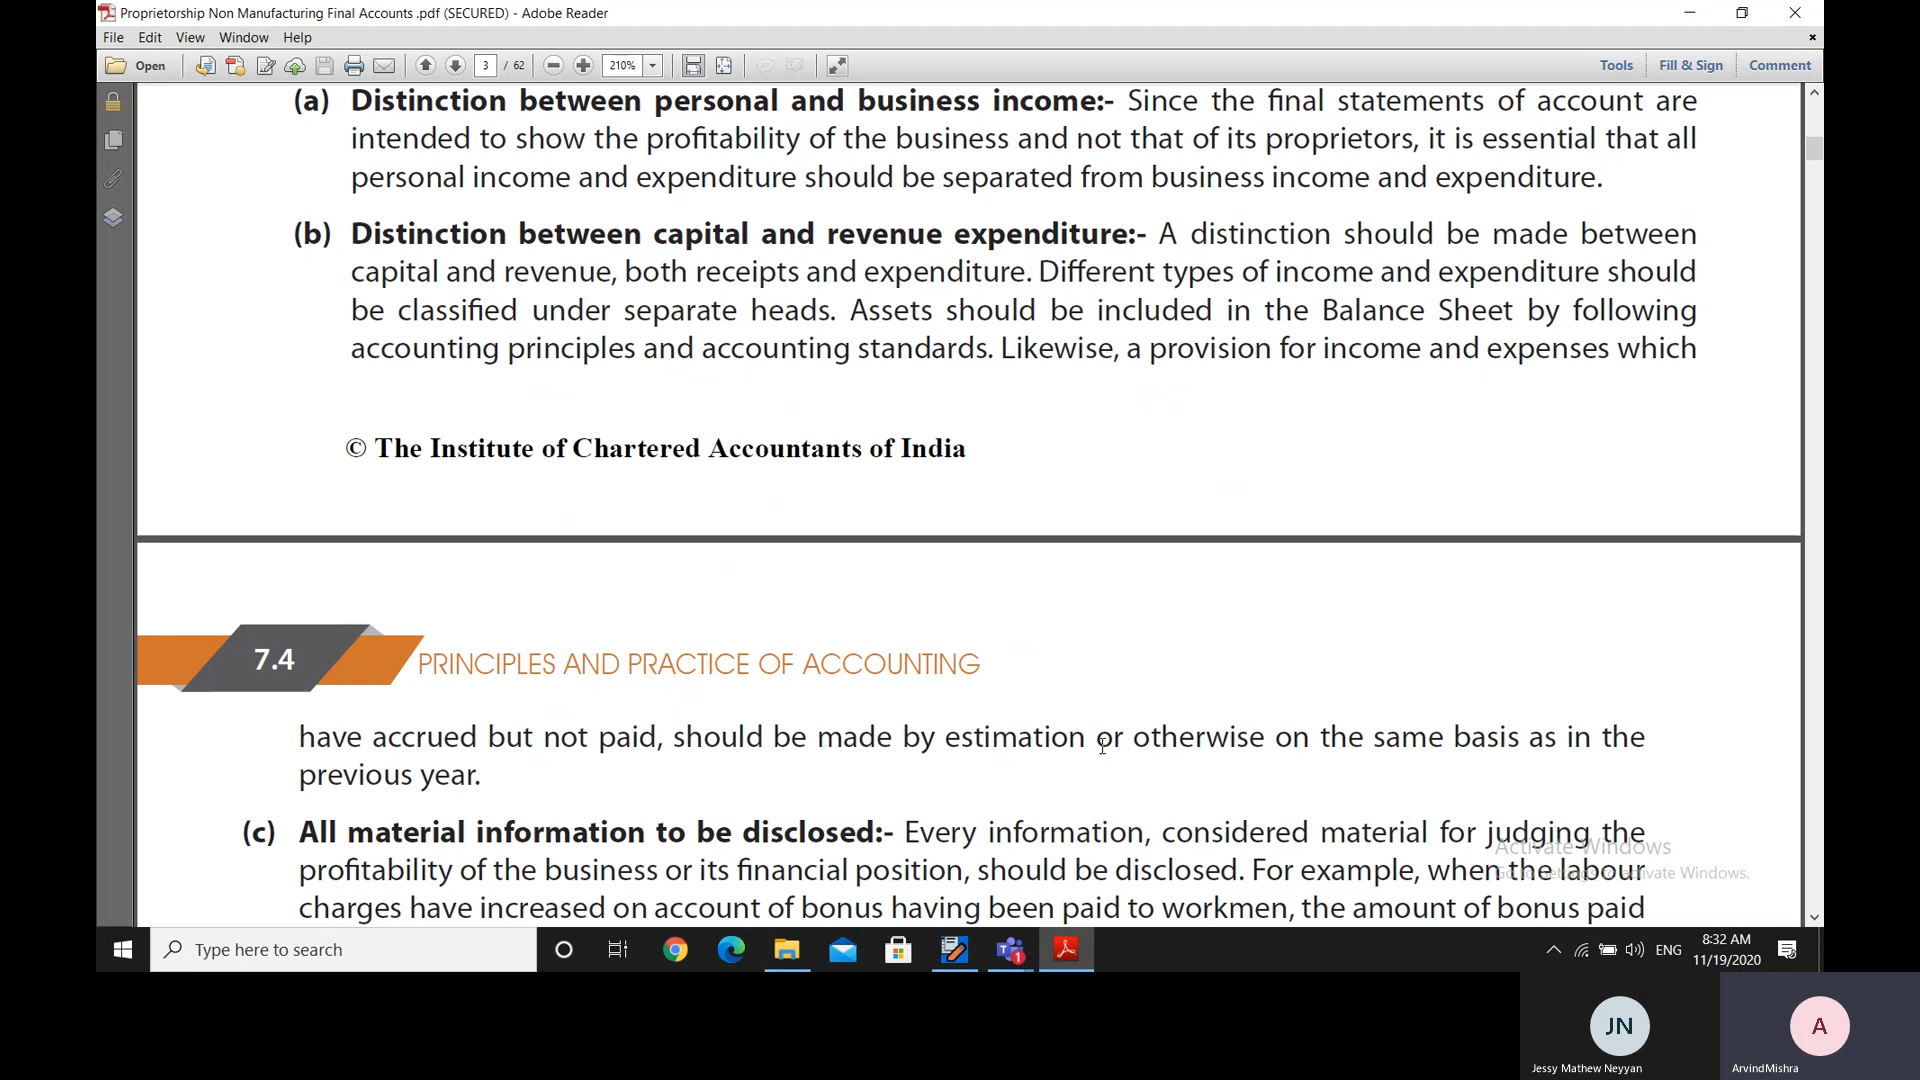 Proprietorship Non Manufacturing Final Accounts .pdf (SECURED) - Adobe Reader
File Edit View Window Help
Open 3 / 62 210% Tools Fill & Sign Comment
(a) Distinction between personal and business income:- Since the final statements of account are
intended to show the profitability of the business and not that of its proprietors, it is essential that all
personal income and expenditure should be separated from business income and expenditure.
(b) Distinction between capital and revenue expenditure:- A distinction should be made between
capital and revenue, both receipts and expenditure. Different types of income and expenditure should
be classified under separate heads. Assets should be included in the Balance Sheet by following
accounting principles and accounting standards. Likewise, a provision for income and expenses which
© The Institute of Chartered Accountants of India
7.4 PRINCIPLES AND PRACTICE OF ACCOUNTING
have accrued but not paid, should be made by estimation or otherwise on the same basis as in the
previous year.
(c) All material information to be disclosed:- Every information, considered material for judging the
profitability of the business or its financial position, should be disclosed. For example, when the labour
charges have increased on account of bonus having been paid to workmen, the amount of bonus paid
Activate Windows
Go to Settings to activate Windows.
Type here to search
1
ENG
8:32 AM
11/19/2020
JN
A
Jessy Mathew Neyyan
ArvindMishra